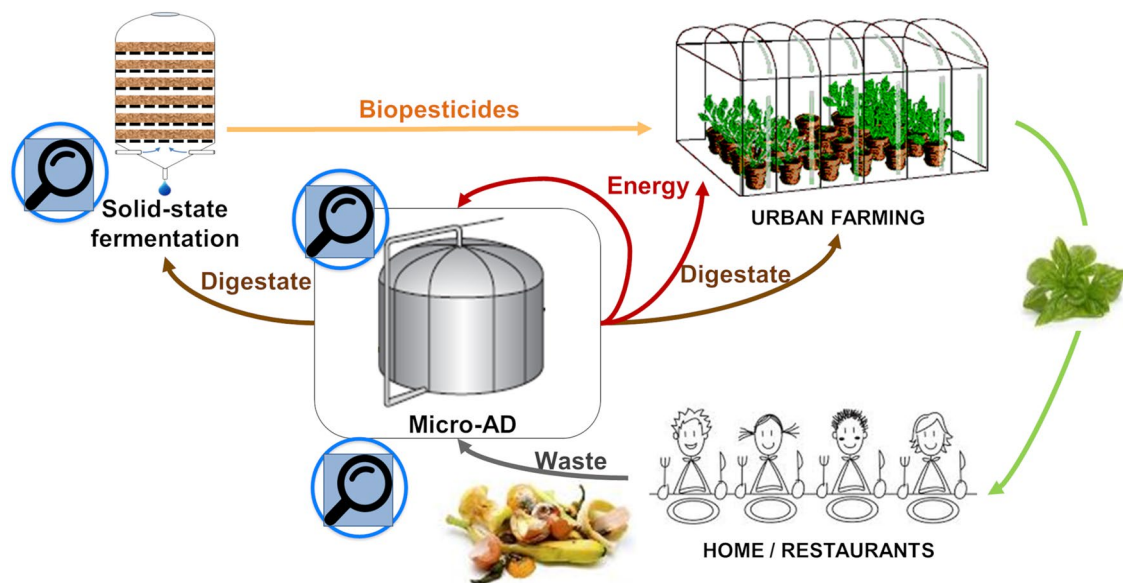 Biopesticides
Solid-state
fermentation
Energy
URBAN FARMING
Digestate
Digestate
Micro-AD
Waste
HOME / RESTAURANTS